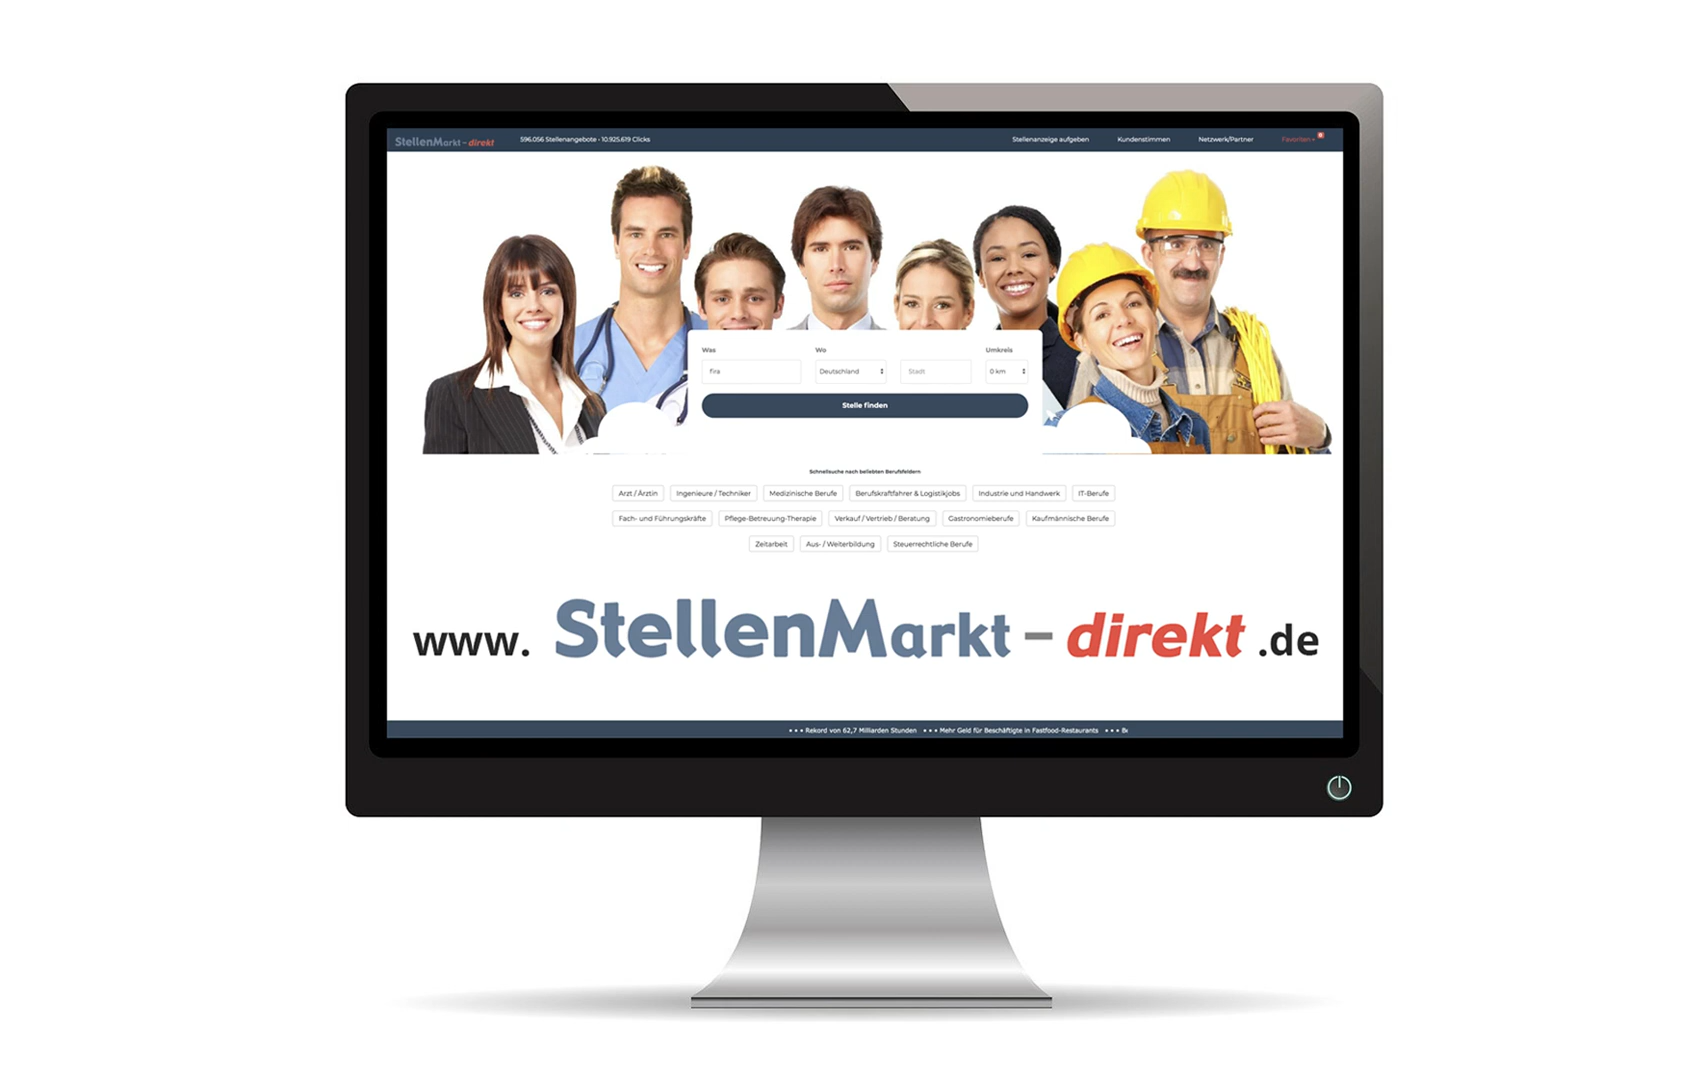 StellenMarkt - direkt 596.056 Stellenangebote • 10.925.619 Clicks Stellenanzeige aufgeben Kundenstimmen Netzwerk/Partner Favoriten
Was Wo Umkreis
fira Deutschland Stadt 0 km
Stelle finden
Schnellsuche nach beliebten Berufsfeldern
Arzt / Ärztin Ingenieure / Techniker Medizinische Berufe Berufskraftfahrer & Logistikjobs Industrie und Handwerk IT-Berufe
Fach- und Führungskräfte Pflege-Betreuung-Therapie Verkauf / Vertrieb / Beratung Gastronomieberufe Kaufmännische Berufe
Zeitarbeit Aus- / Weiterbildung Steuerrechtliche Berufe
www. StellenMarkt - direkt .de
• • • Rekord von 62,7 Milliarden Stunden • • • Mehr Geld für Beschäftigte in Fastfood-Restaurants • • •